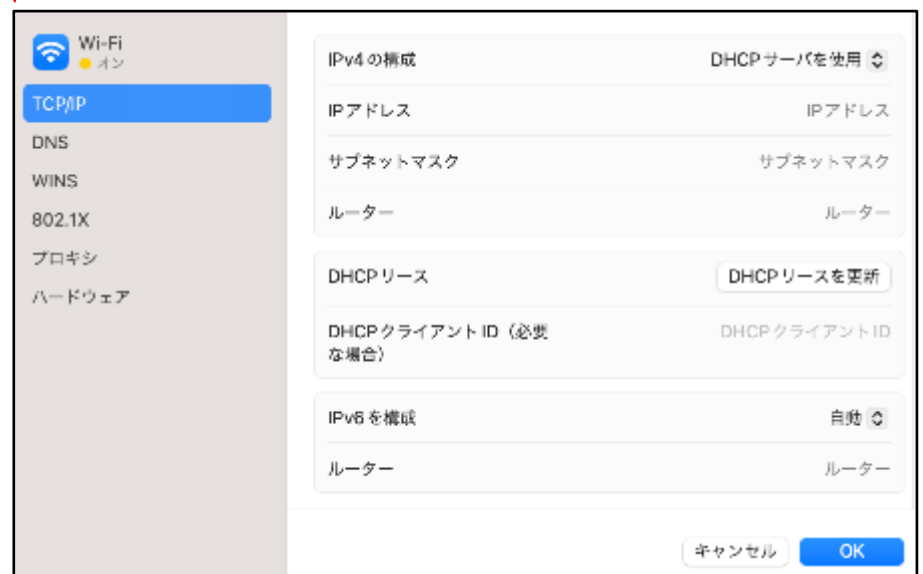 Wi-Fi
オン
TCP/IP
DNS
WINS
802.1X
プロキシ
ハードウェア
IPv4の構成 DHCPサーバを使用
IPアドレス IPアドレス
サブネットマスク サブネットマスク
ルーター ルーター
DHCPリース DHCPリースを更新
DHCPクライアントID（必要 DHCPクライアントID
な場合）
IPv6を構成 自動
ルーター ルーター
キャンセル OK